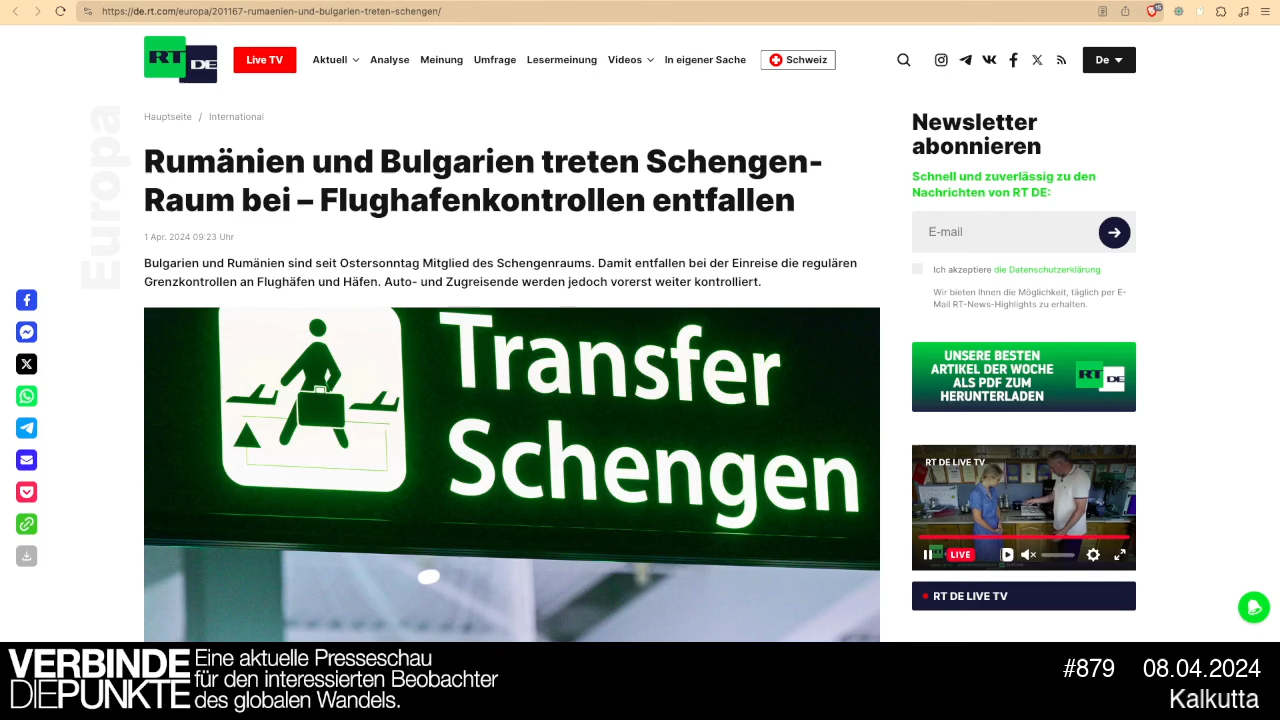 https://de.rt.com/europa/201167-rumaenien-und-bulgarien-treten-schengen/
RT
DE
Live TV
Aktuell
Analyse
Meinung
Umfrage
Lesermeinung
Videos
In eigener Sache
Schweiz
De
Europa
Hauptseite / International
Rumänien und Bulgarien treten Schengen-
Raum bei – Flughafenkontrollen entfallen
1 Apr. 2024 09:23 Uhr
Bulgarien und Rumänien sind seit Ostersonntag Mitglied des Schengenraums. Damit entfallen bei der Einreise die regulären
Grenzkontrollen an Flughäfen und Häfen. Auto- und Zugreisende werden jedoch vorerst weiter kontrolliert.
Transfer
Schengen
Newsletter
abonnieren
Schnell und zuverlässig zu den
Nachrichten von RT DE:
E-mail
Ich akzeptiere die Datenschutzerklärung
Wir bieten Ihnen die Möglichkeit, täglich per E-
Mail RT-News-Highlights zu erhalten.
UNSERE BESTEN
ARTIKEL DER WOCHE
ALS PDF ZUM
HERUNTERLADEN
RT
DE
RT DE LIVE TV
LIVE
RT DE LIVE TV
VERBINDE
DIEPUNKTE
Eine aktuelle Presseschau
für den interessierten Beobachter
des globalen Wandels.
#879
08.04.2024
Kalkutta